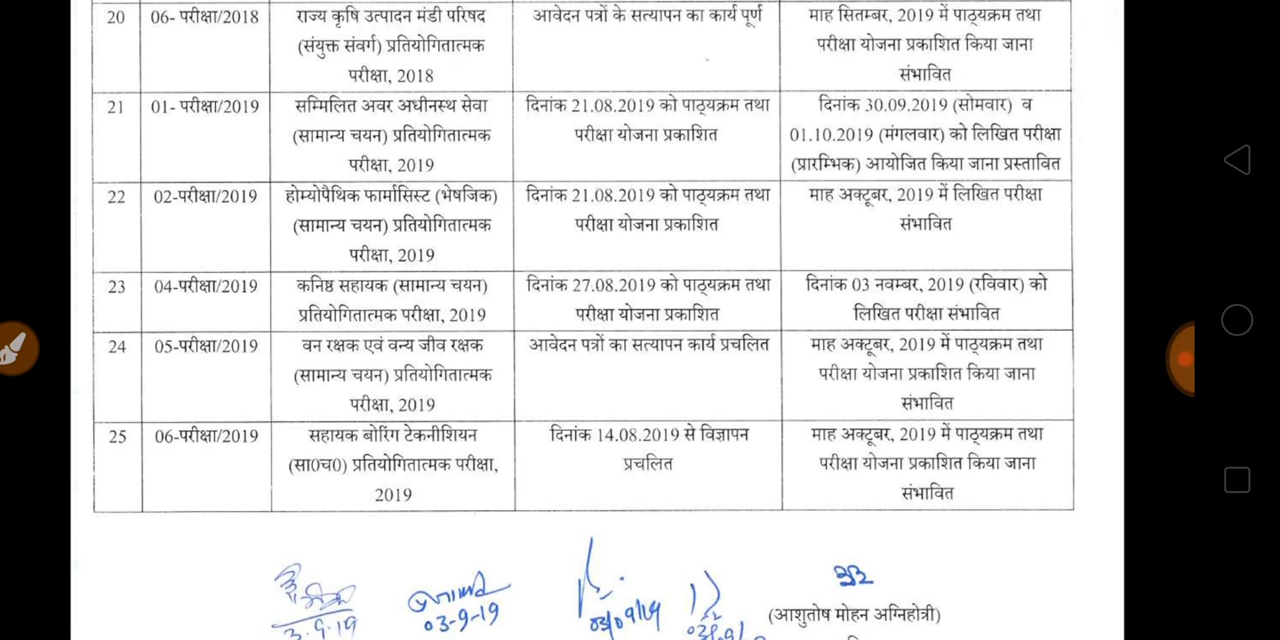 20 06- परीक्षा/2018 राज्य कृषि उत्पादन मंडी परिषद आवेदन पत्रों के सत्यापन का कार्य पूर्ण माह सितम्बर, 2019 में पाठ्यक्रम तथा
(संयुक्त संवर्ग) प्रतियोगितात्मक परीक्षा योजना प्रकाशित किया जाना
परीक्षा, 2018 संभावित
21 01- परीक्षा/2019 सम्मिलित अवर अधीनस्थ सेवा दिनांक 21.08.2019 को पाठ्यक्रम तथा दिनांक 30.09.2019 (सोमवार) व
(सामान्य चयन) प्रतियोगितात्मक परीक्षा योजना प्रकाशित 01.10.2019 (मंगलवार) को लिखित परीक्षा
परीक्षा, 2019 (प्रारम्भिक) आयोजित किया जाना प्रस्तावित
22 02-परीक्षा/2019 होम्योपैथिक फार्मासिस्ट (भेषजिक) दिनांक 21.08.2019 को पाठ्यक्रम तथा माह अक्टूबर, 2019 में लिखित परीक्षा
(सामान्य चयन) प्रतियोगितात्मक परीक्षा योजना प्रकाशित संभावित
परीक्षा, 2019
23 04-परीक्षा/2019 कनिष्ठ सहायक (सामान्य चयन) दिनांक 27.08.2019 को पाठ्यक्रम तथा दिनांक 03 नवम्बर, 2019 (रविवार) को
प्रतियोगितात्मक परीक्षा, 2019 परीक्षा योजना प्रकाशित लिखित परीक्षा संभावित
24 05-परीक्षा/2019 वन रक्षक एवं वन्य जीव रक्षक आवेदन पत्रों का सत्यापन कार्य प्रचलित माह अक्टूबर, 2019 में पाठ्यक्रम तथा
(सामान्य चयन) प्रतियोगितात्मक परीक्षा योजना प्रकाशित किया जाना
परीक्षा, 2019 संभावित
25 06-परीक्षा/2019 सहायक बोरिंग टेकनीशियन दिनांक 14.08.2019 से विज्ञापन माह अक्टूबर, 2019 में पाठ्यक्रम तथा
(सा0च0) प्रतियोगितात्मक परीक्षा, प्रचलित परीक्षा योजना प्रकाशित किया जाना
2019 संभावित
3.9.19 03-9-19 03/09/19
(आशुतोष मोहन अग्निहोत्री)